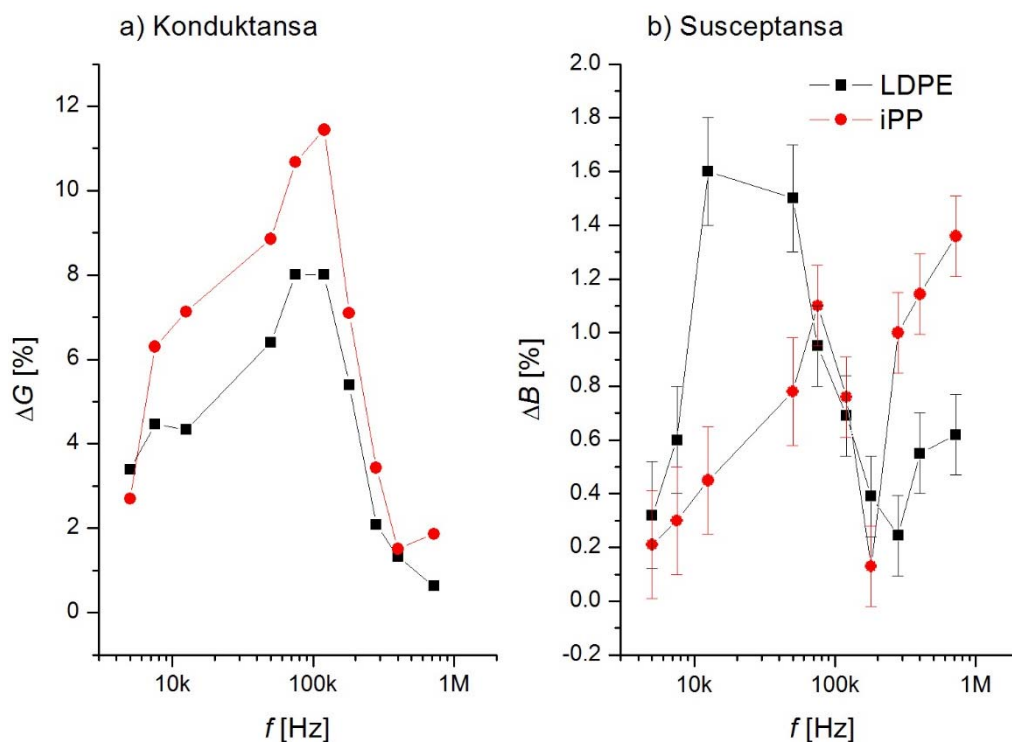 a) Konduktansa
b) Susceptansa
ΔG [%]
12
10
8
6
4
2
0
10k
100k
1M
f [Hz]
ΔB [%]
2.0
1.8
1.6
1.4
1.2
1.0
0.8
0.6
0.4
0.2
0.0
-0.2
LDPE
iPP
10k
100k
1M
f [Hz]